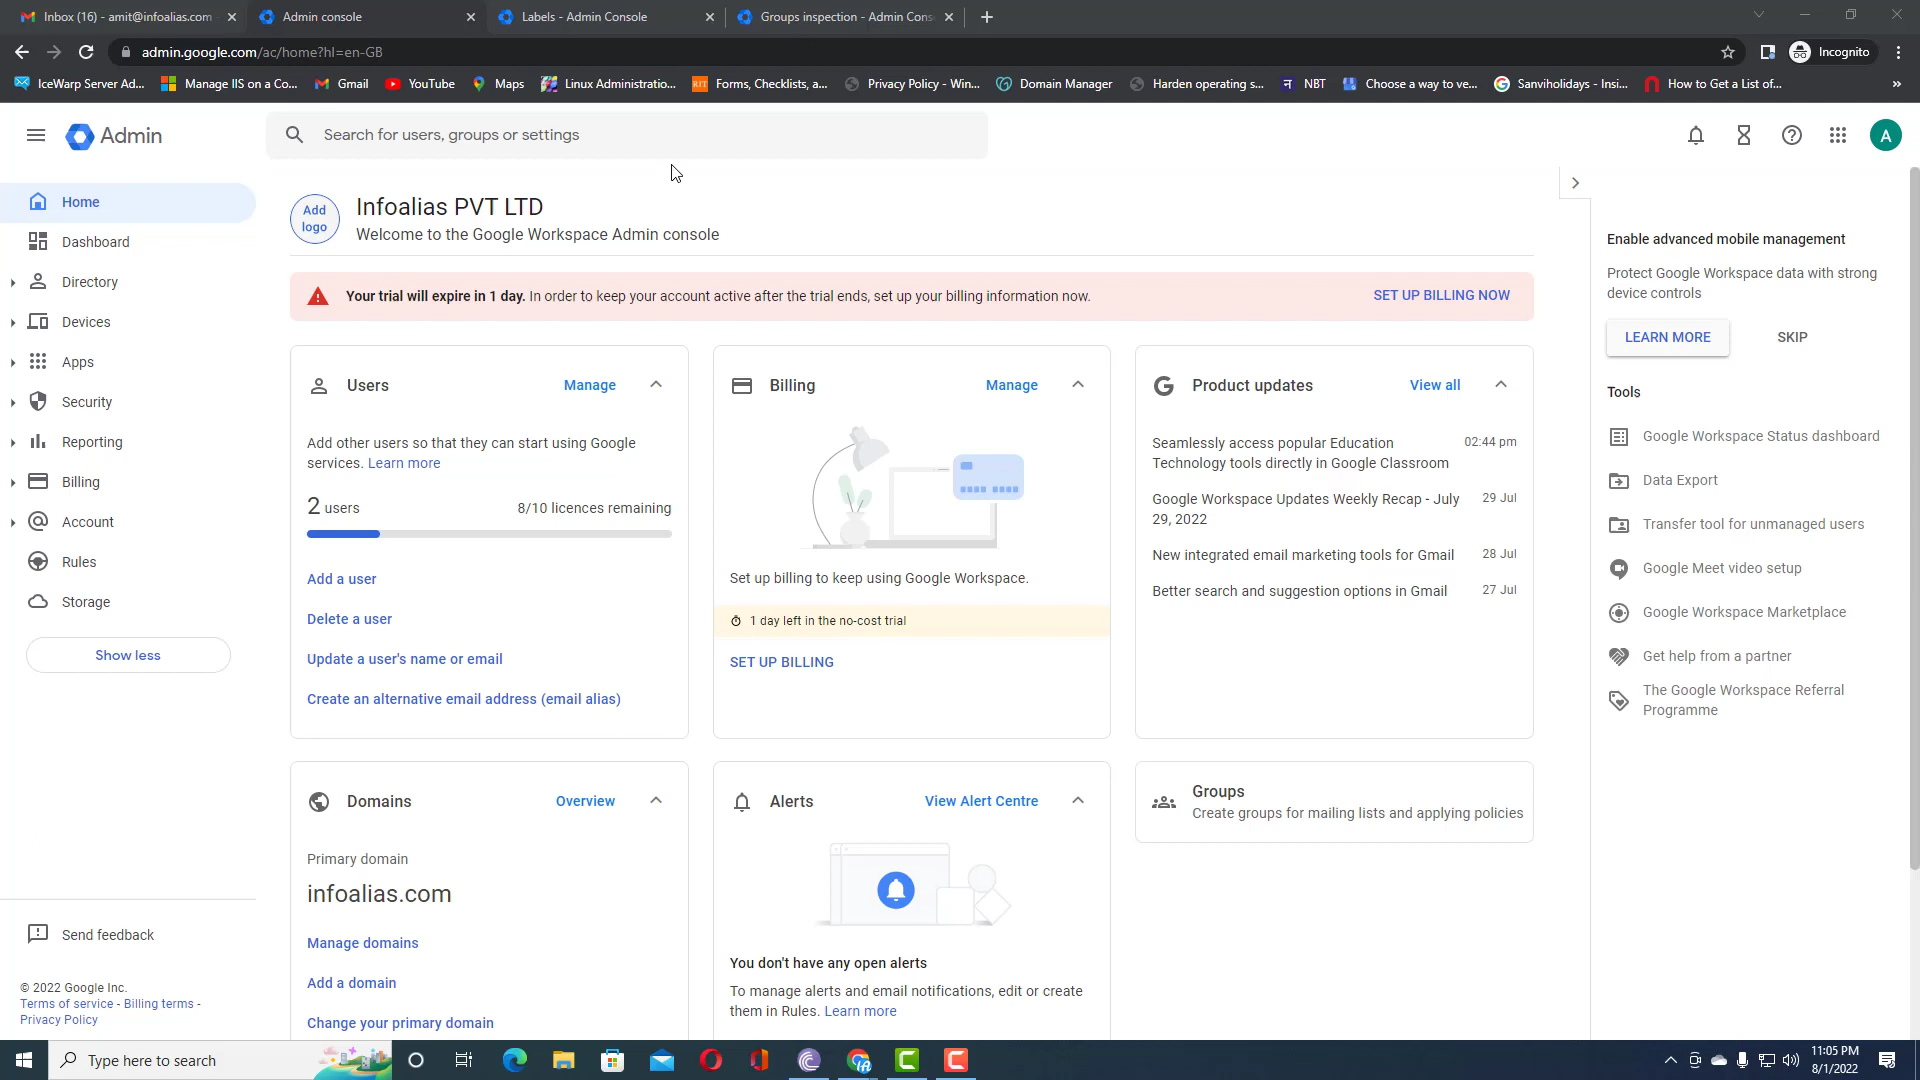 Inbox (16) - amit@infoalias.com
Admin console
Labels - Admin Console
Groups inspection - Admin Cons
admin.google.com/ac/home?hl=en-GB
Incognito
IceWarp Server Ad...
Manage IIS on a Co...
Gmail
YouTube
Maps
Linux Administratio...
Forms, Checklists, a...
Privacy Policy - Win...
Domain Manager
Harden operating s...
NBT
Choose a way to ve...
Sanviholidays - Insi...
How to Get a List of...
Admin
Search for users, groups or settings
A
Home
Dashboard
Directory
Devices
Apps
Security
Reporting
Billing
Account
Rules
Storage
Show less
Send feedback
© 2022 Google Inc.
Terms of service - Billing terms -
Privacy Policy
Add
logo
Infoalias PVT LTD
Welcome to the Google Workspace Admin console
Your trial will expire in 1 day. In order to keep your account active after the trial ends, set up your billing information now.
SET UP BILLING NOW
Users
Manage
Add other users so that they can start using Google
services. Learn more
2 users
8/10 licences remaining
Add a user
Delete a user
Update a user's name or email
Create an alternative email address (email alias)
Billing
Manage
Set up billing to keep using Google Workspace.
1 day left in the no-cost trial
SET UP BILLING
Product updates
View all
Seamlessly access popular Education
Technology tools directly in Google Classroom
02:44 pm
Google Workspace Updates Weekly Recap - July
29, 2022
29 Jul
New integrated email marketing tools for Gmail
28 Jul
Better search and suggestion options in Gmail
27 Jul
Domains
Overview
Primary domain
infoalias.com
Manage domains
Add a domain
Change your primary domain
Alerts
View Alert Centre
You don't have any open alerts
To manage alerts and email notifications, edit or create
them in Rules. Learn more
Groups
Create groups for mailing lists and applying policies
Enable advanced mobile management
Protect Google Workspace data with strong
device controls
LEARN MORE
SKIP
Tools
Google Workspace Status dashboard
Data Export
Transfer tool for unmanaged users
Google Meet video setup
Google Workspace Marketplace
Get help from a partner
The Google Workspace Referral
Programme
Type here to search
11:05 PM
8/1/2022